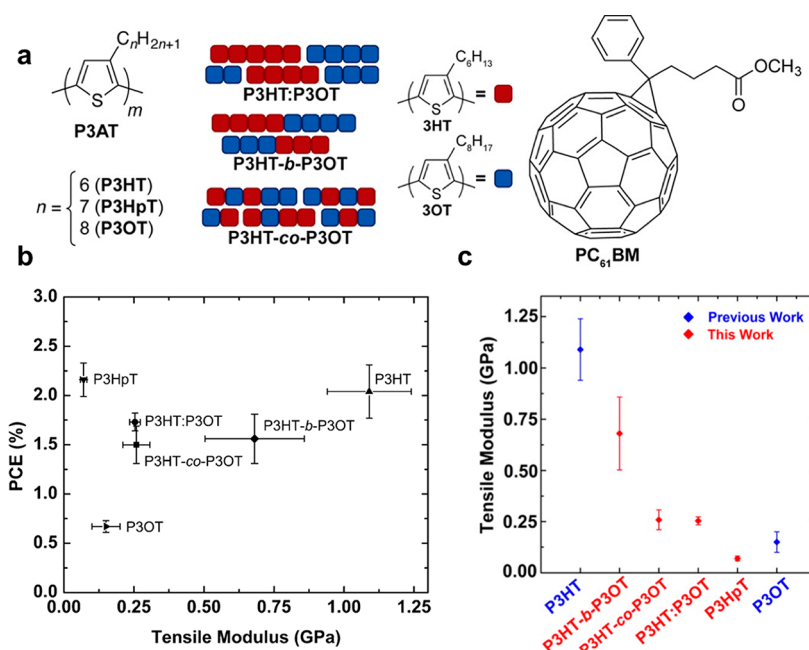 a
CnH2n+1
S
m
P3AT
n =
6 (P3HT)
7 (P3HpT)
8 (P3OT)
P3HT:P3OT
P3HT-b-P3OT
P3HT-co-P3OT
C6H13
S
=
3HT
C8H17
S
=
3OT
OCH3
O
PC61BM
b
3.0
2.5
2.0
1.5
1.0
0.5
0.0
PCE (%)
P3HpT
P3HT
P3HT:P3OT
P3HT-b-P3OT
P3HT-co-P3OT
P3OT
0.00 0.25 0.50 0.75 1.00 1.25
Tensile Modulus (GPa)
c
Previous Work
This Work
1.25
1.00
0.75
0.50
0.25
0.00
Tensile Modulus (GPa)
P3HT
P3HT-b-P3OT
P3HT-co-P3OT
P3HT:P3OT
P3HpT
P3OT